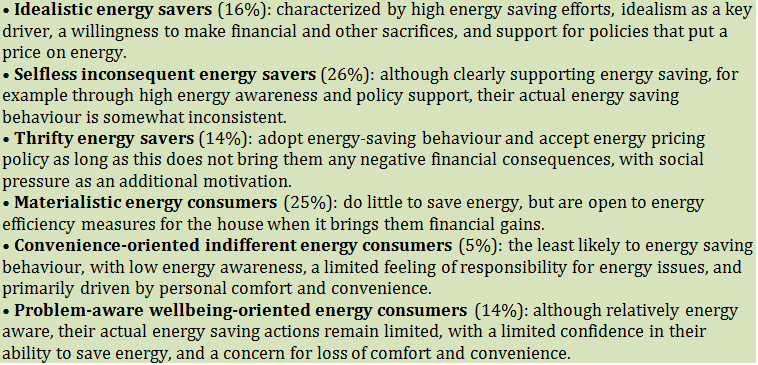 • Idealistic energy savers (16%): characterized by high energy saving efforts, idealism as a key
driver, a willingness to make financial and other sacrifices, and support for policies that put a
price on energy.
• Selfless inconsequent energy savers (26%): although clearly supporting energy saving, for
example through high energy awareness and policy support, their actual energy saving
behaviour is somewhat inconsistent.
• Thrifty energy savers (14%): adopt energy-saving behaviour and accept energy pricing
policy as long as this does not bring them any negative financial consequences, with social
pressure as an additional motivation.
• Materialistic energy consumers (25%): do little to save energy, but are open to energy
efficiency measures for the house when it brings them financial gains.
• Convenience-oriented indifferent energy consumers (5%): the least likely to energy saving
behaviour, with low energy awareness, a limited feeling of responsibility for energy issues, and
primarily driven by personal comfort and convenience.
• Problem-aware wellbeing-oriented energy consumers (14%): although relatively energy
aware, their actual energy saving actions remain limited, with a limited confidence in their
ability to save energy, and a concern for loss of comfort and convenience.